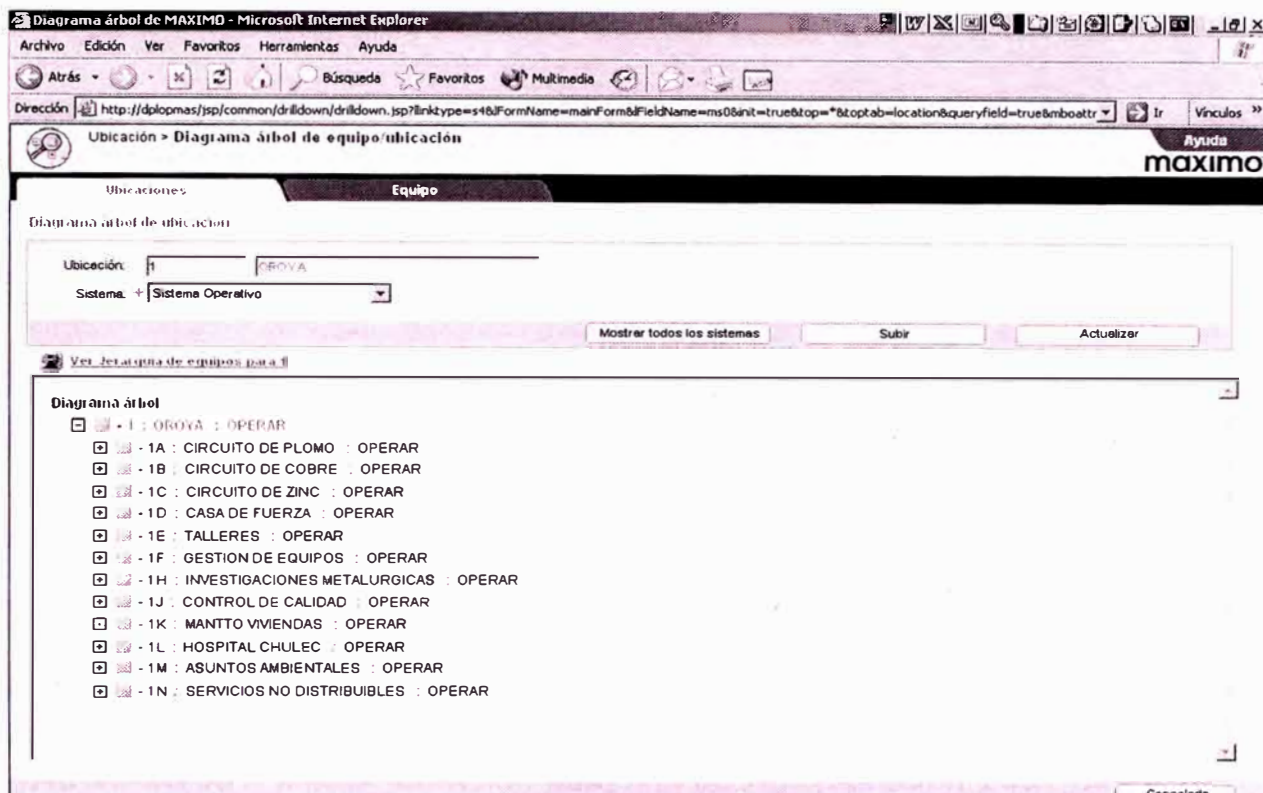 Diagrama árbol de MAXIMO - Microsoft Internet Explorer
Archivo Edición Ver Favoritos Herramientas Ayuda
Atrás Búsqueda Favoritos Multimedia
Dirección http://dplopmas/jsp/common/drilldown/drilldown.jsp?linktype=s4&lFormName=mainForm&lFieldName=ms0&init=true&top=*&toptab=location&queryfield=true&mboattr Ir Vínculos »
Ubicación > Diagrama árbol de equipo/ubicación
Ayuda
maximo
Ubicaciones Equipo
Diagrama árbol de ubicación
Ubicación: 1 OROYA
Sistema: + Sistema Operativo
Mostrar todos los sistemas Subir Actualizar
Ver Jerarquía de equipos para 1
Diagrama árbol
- 1 : OROYA : OPERAR
- 1A : CIRCUITO DE PLOMO : OPERAR
- 1B : CIRCUITO DE COBRE : OPERAR
- 1C : CIRCUITO DE ZINC : OPERAR
- 1D : CASA DE FUERZA : OPERAR
- 1E : TALLERES : OPERAR
- 1F : GESTION DE EQUIPOS : OPERAR
- 1H : INVESTIGACIONES METALURGICAS : OPERAR
- 1J : CONTROL DE CALIDAD : OPERAR
- 1K : MANTTO VIVIENDAS : OPERAR
- 1L : HOSPITAL CHULEC : OPERAR
- 1M : ASUNTOS AMBIENTALES : OPERAR
- 1N : SERVICIOS NO DISTRIBUIBLES : OPERAR